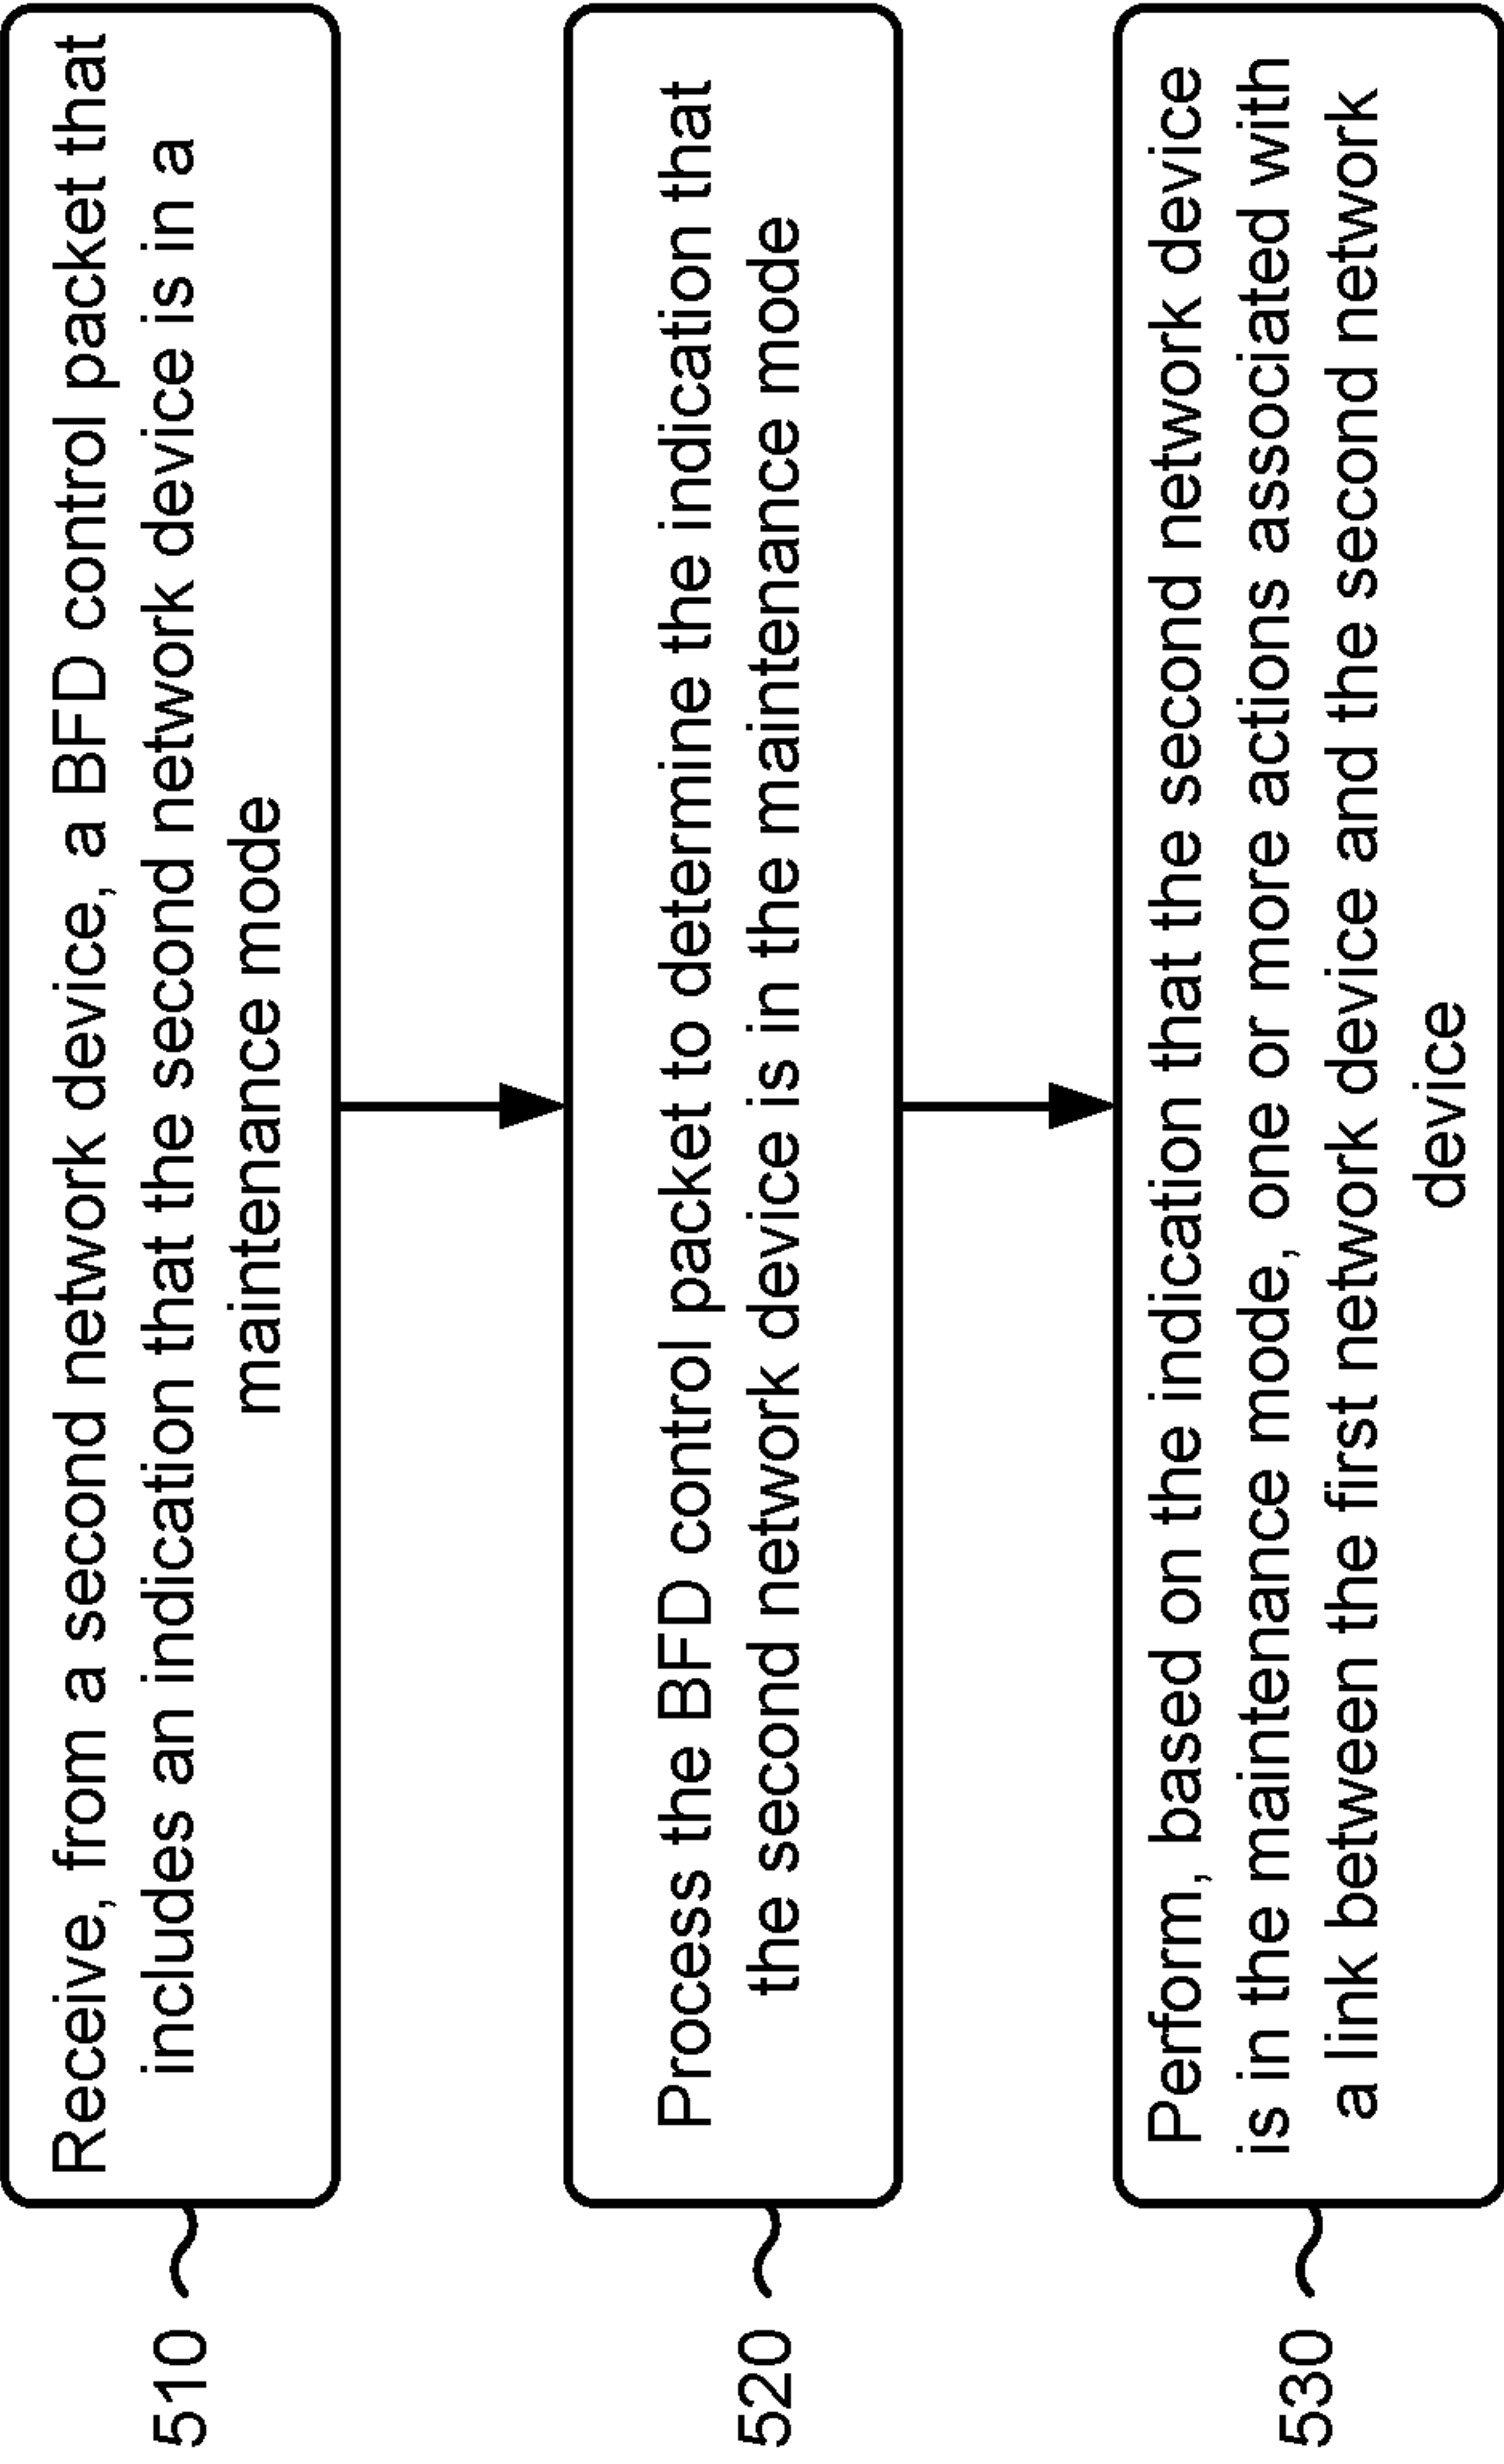 510
Receive, from a second network device, a BFD control packet that
includes an indication that the second network device is in a
maintenance mode
520
Process the BFD control packet to determine the indication that
the second network device is in the maintenance mode
530
Perform, based on the indication that the second network device
is in the maintenance mode, one or more actions associated with
a link between the first network device and the second network
device